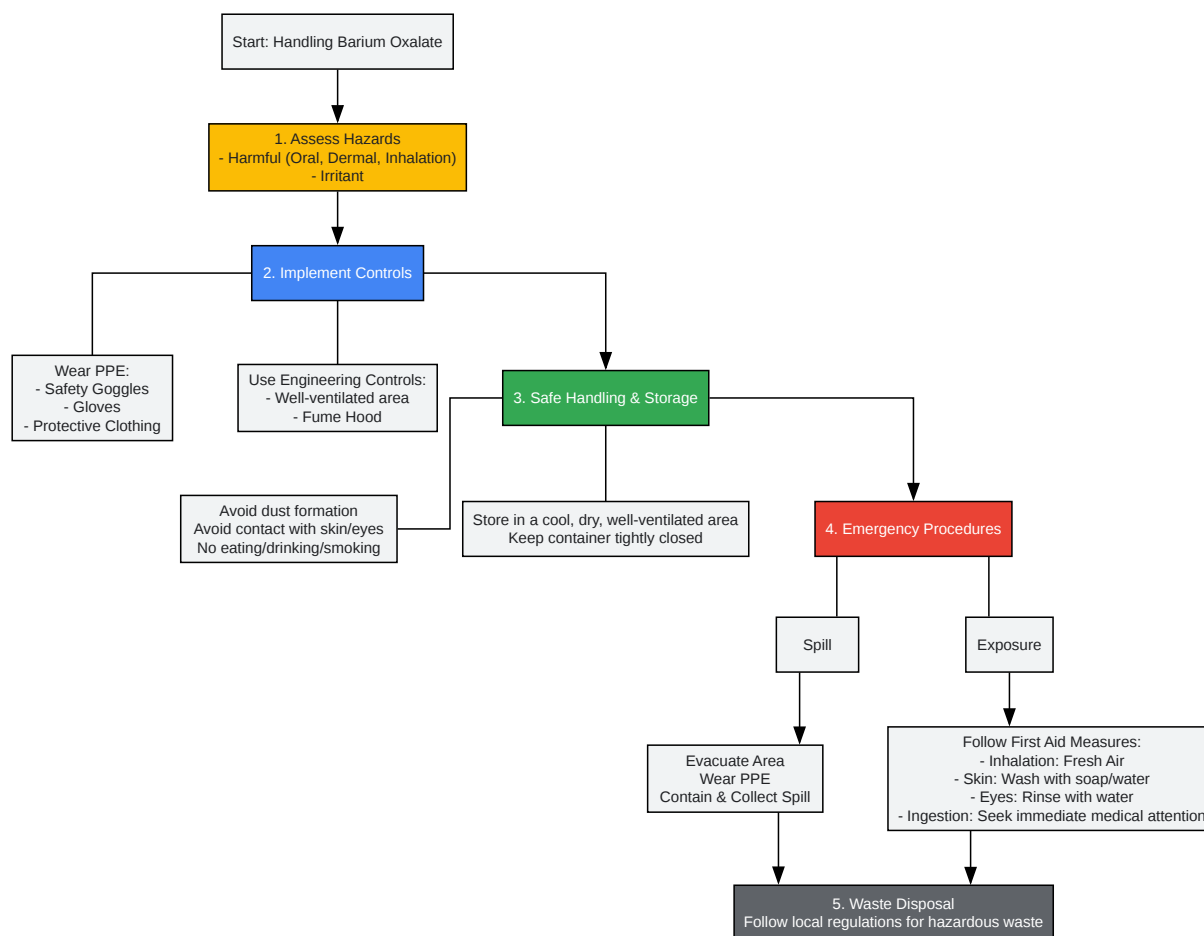 Start: Handling Barium Oxalate
1. Assess Hazards
- Harmful (Oral, Dermal, Inhalation)
- Irritant
2. Implement Controls
Wear PPE:
- Safety Goggles
- Gloves
- Protective Clothing
Use Engineering Controls:
- Well-ventilated area
- Fume Hood
3. Safe Handling & Storage
Avoid dust formation
Avoid contact with skin/eyes
No eating/drinking/smoking
Store in a cool, dry, well-ventilated area
Keep container tightly closed
4. Emergency Procedures
Spill
Exposure
Evacuate Area
Wear PPE
Contain & Collect Spill
Follow First Aid Measures:
- Inhalation: Fresh Air
- Skin: Wash with soap/water
- Eyes: Rinse with water
- Ingestion: Seek immediate medical attention
5. Waste Disposal
Follow local regulations for hazardous waste